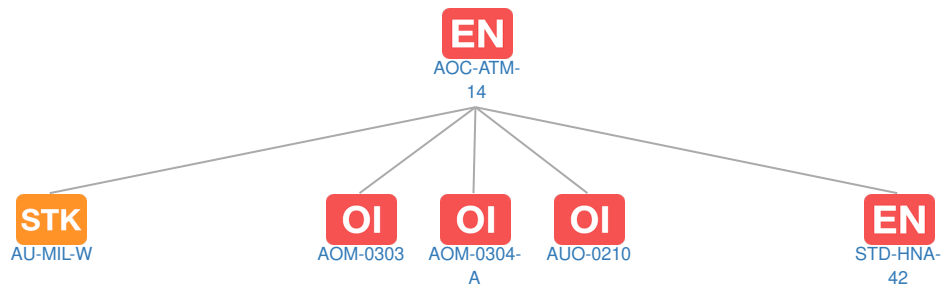 EN
AOC-ATM-
14
STK
AU-MIL-W
OI
AOM-0303
OI
AOM-0304-
A
OI
AUO-0210
EN
STD-HNA-
42